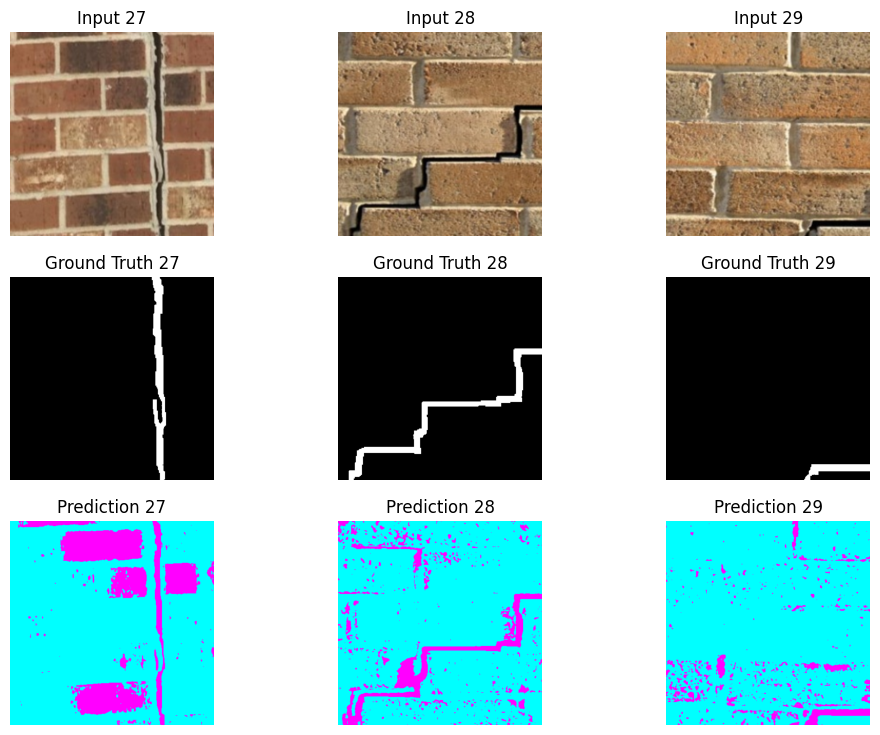 Input 27
Input 28
Input 29
Ground Truth 27
Ground Truth 28
Ground Truth 29
Prediction 27
Prediction 28
Prediction 29